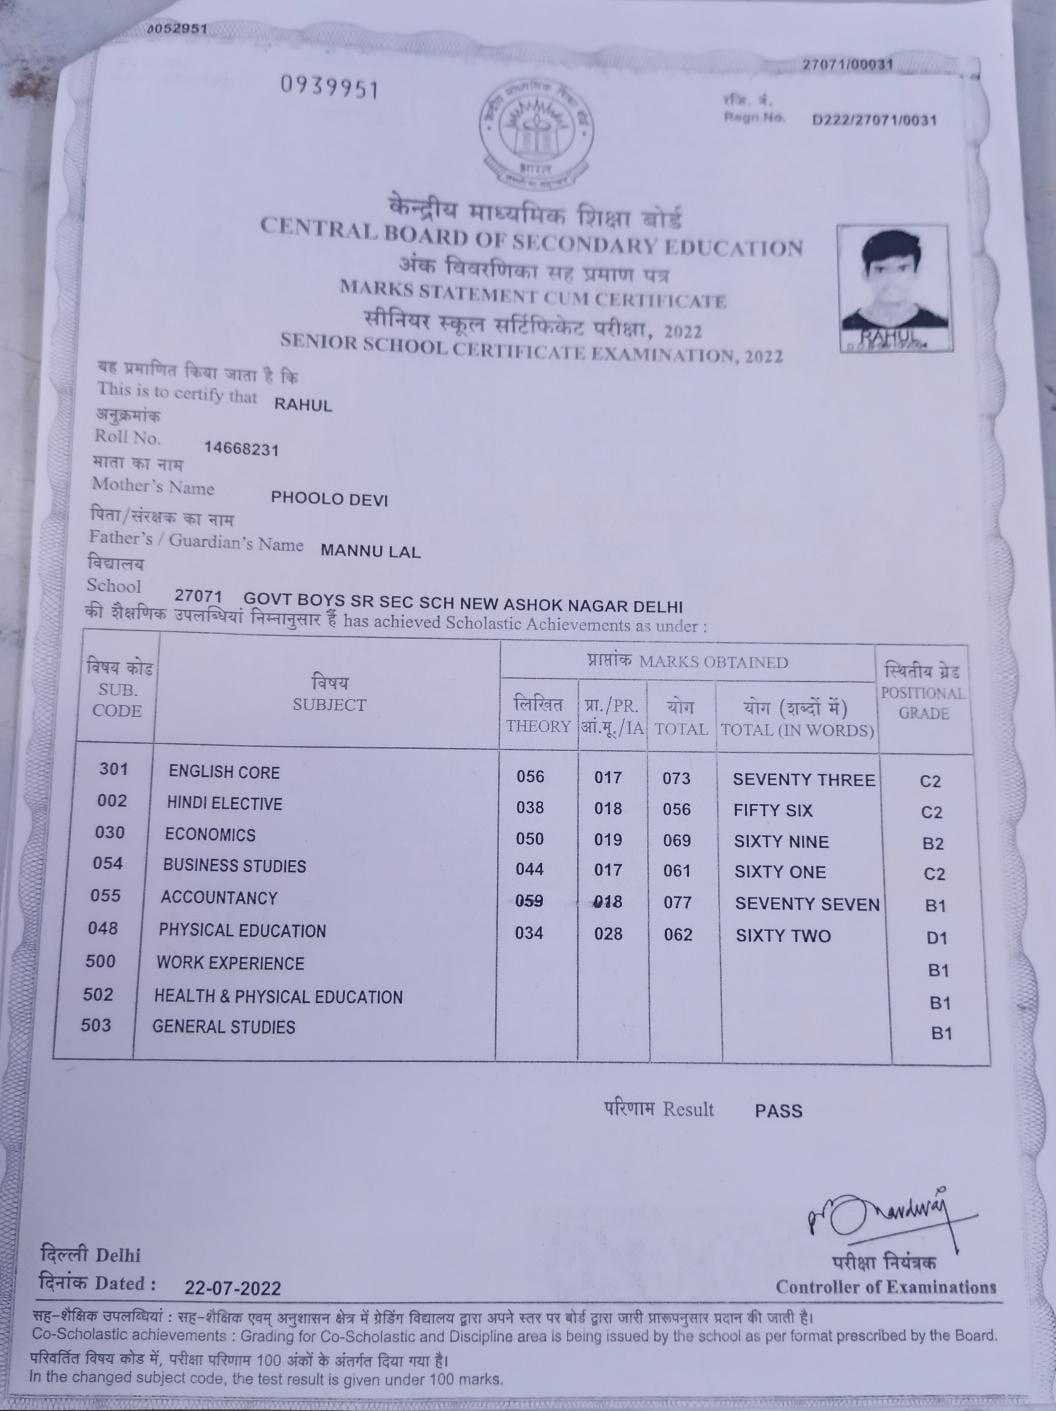 0052951
27071/00031
0939951
रजि. नं.
Regn.No. D222/27071/0031
केन्द्रीय माध्यमिक शिक्षा बोर्ड
भारत
केन्द्रीय माध्यमिक शिक्षा बोर्ड
CENTRAL BOARD OF SECONDARY EDUCATION
अंक विवरणिका सह प्रमाण पत्र
MARKS STATEMENT CUM CERTIFICATE
सीनियर स्कूल सर्टिफिकेट परीक्षा, 2022
SENIOR SCHOOL CERTIFICATE EXAMINATION, 2022
RAHUL
यह प्रमाणित किया जाता है कि
This is to certify that RAHUL
अनुक्रमांक
Roll No. 14668231
माता का नाम
Mother's Name PHOOLO DEVI
पिता/संरक्षक का नाम
Father's / Guardian's Name MANNU LAL
विद्यालय
School 27071 GOVT BOYS SR SEC SCH NEW ASHOK NAGAR DELHI
की शैक्षणिक उपलब्धियां निम्नानुसार हैं has achieved Scholastic Achievements as under :
विषय कोड SUB. CODE विषय SUBJECT प्राप्तांक MARKS OBTAINED स्थितीय ग्रेड POSITIONAL GRADE
लिखित THEORY प्रा./PR. आं.मू./IA योग TOTAL योग (शब्दों में) TOTAL (IN WORDS)
301 ENGLISH CORE 056 017 073 SEVENTY THREE C2
002 HINDI ELECTIVE 038 018 056 FIFTY SIX C2
030 ECONOMICS 050 019 069 SIXTY NINE B2
054 BUSINESS STUDIES 044 017 061 SIXTY ONE C2
055 ACCOUNTANCY 059 018 077 SEVENTY SEVEN B1
048 PHYSICAL EDUCATION 034 028 062 SIXTY TWO D1
500 WORK EXPERIENCE B1
502 HEALTH & PHYSICAL EDUCATION B1
503 GENERAL STUDIES B1
परिणाम Result PASS
दिल्ली Delhi
दिनांक Dated : 22-07-2022
परीक्षा नियंत्रक
Controller of Examinations
सह-शैक्षिक उपलब्धियां : सह-शैक्षिक एवम् अनुशासन क्षेत्र में ग्रेडिंग विद्यालय द्वारा अपने स्तर पर बोर्ड द्वारा जारी प्रारूपनुसार प्रदान की जाती है।
Co-Scholastic achievements : Grading for Co-Scholastic and Discipline area is being issued by the school as per format prescribed by the Board.
परिवर्तित विषय कोड में, परीक्षा परिणाम 100 अंकों के अंतर्गत दिया गया है।
In the changed subject code, the test result is given under 100 marks.